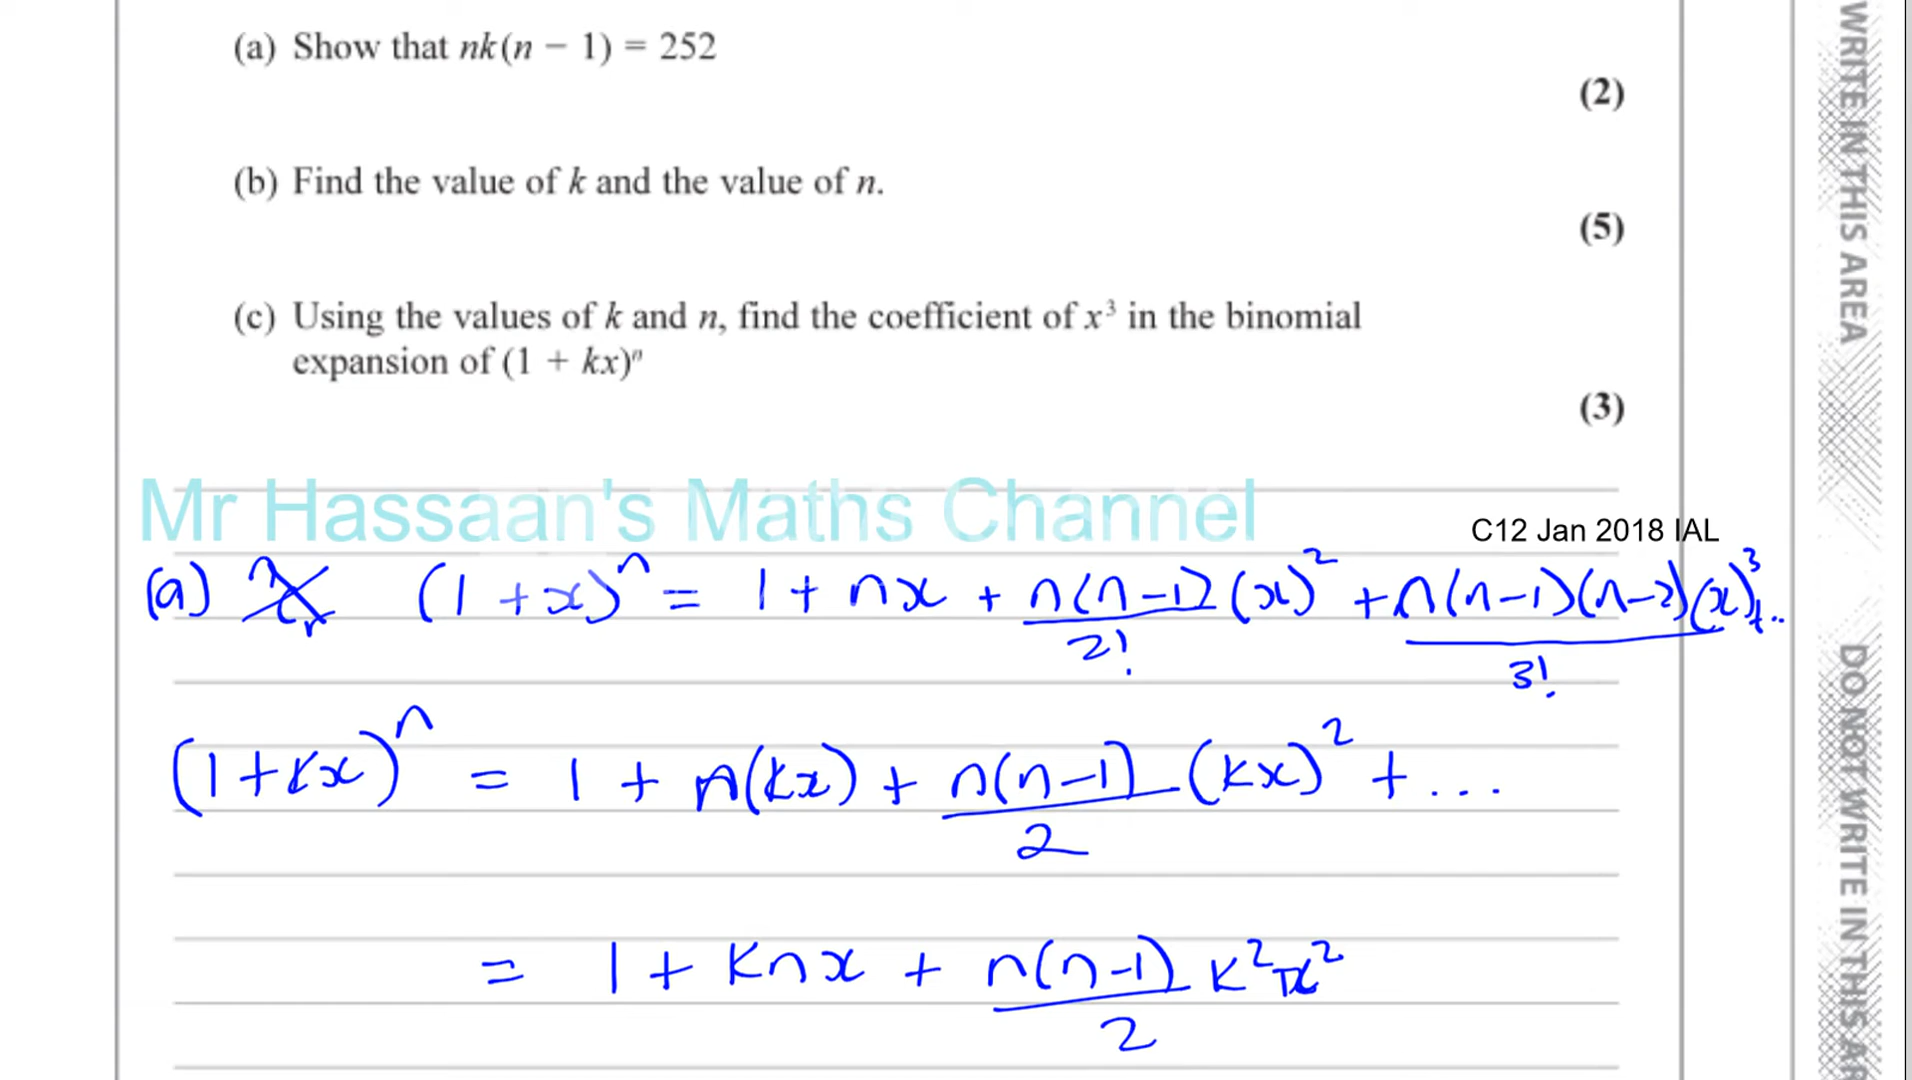 (a) Show that nk(n − 1) = 252
(2)
(b) Find the value of k and the value of n.
(5)
(c) Using the values of k and n, find the coefficient of x³ in the binomial
expansion of (1 + kx)ⁿ
(3)
Mr Hassaan's Maths Channel
C12 Jan 2018 IAL
(a) (1 + x)ⁿ = 1 + nx + n(n−1)/2! (x)² + n(n−1)(n−2)/3! (x)³ + ..
(1 + kx)ⁿ = 1 + n(kx) + n(n−1)/2 (kx)² + ...
= 1 + knx + n(n−1)/2 k²x²
WRITE IN THIS AREA
DO NOT WRITE IN THIS AR